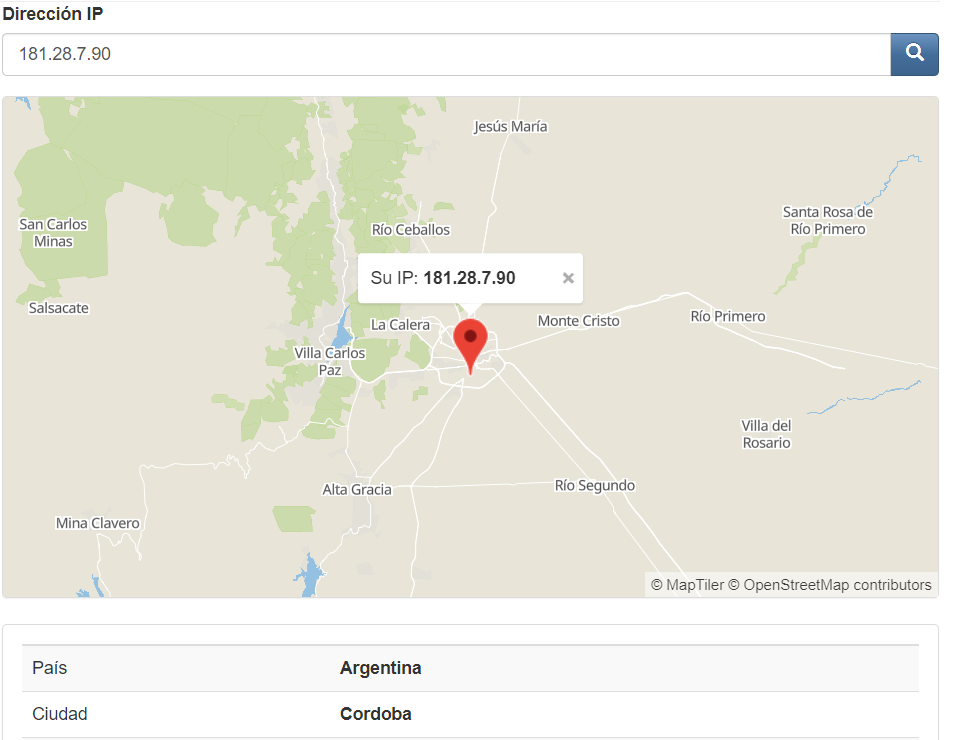 Dirección IP
181.28.7.90
Jesús María
San Carlos
Minas
Río Ceballos
Santa Rosa de
Río Primero
Su IP: 181.28.7.90 ×
Salsacate
La Calera
Monte Cristo
Río Primero
Villa Carlos
Paz
Villa del
Rosario
Alta Gracia
Río Segundo
Mina Clavero
© MapTiler © OpenStreetMap contributors
País Argentina
Ciudad Cordoba